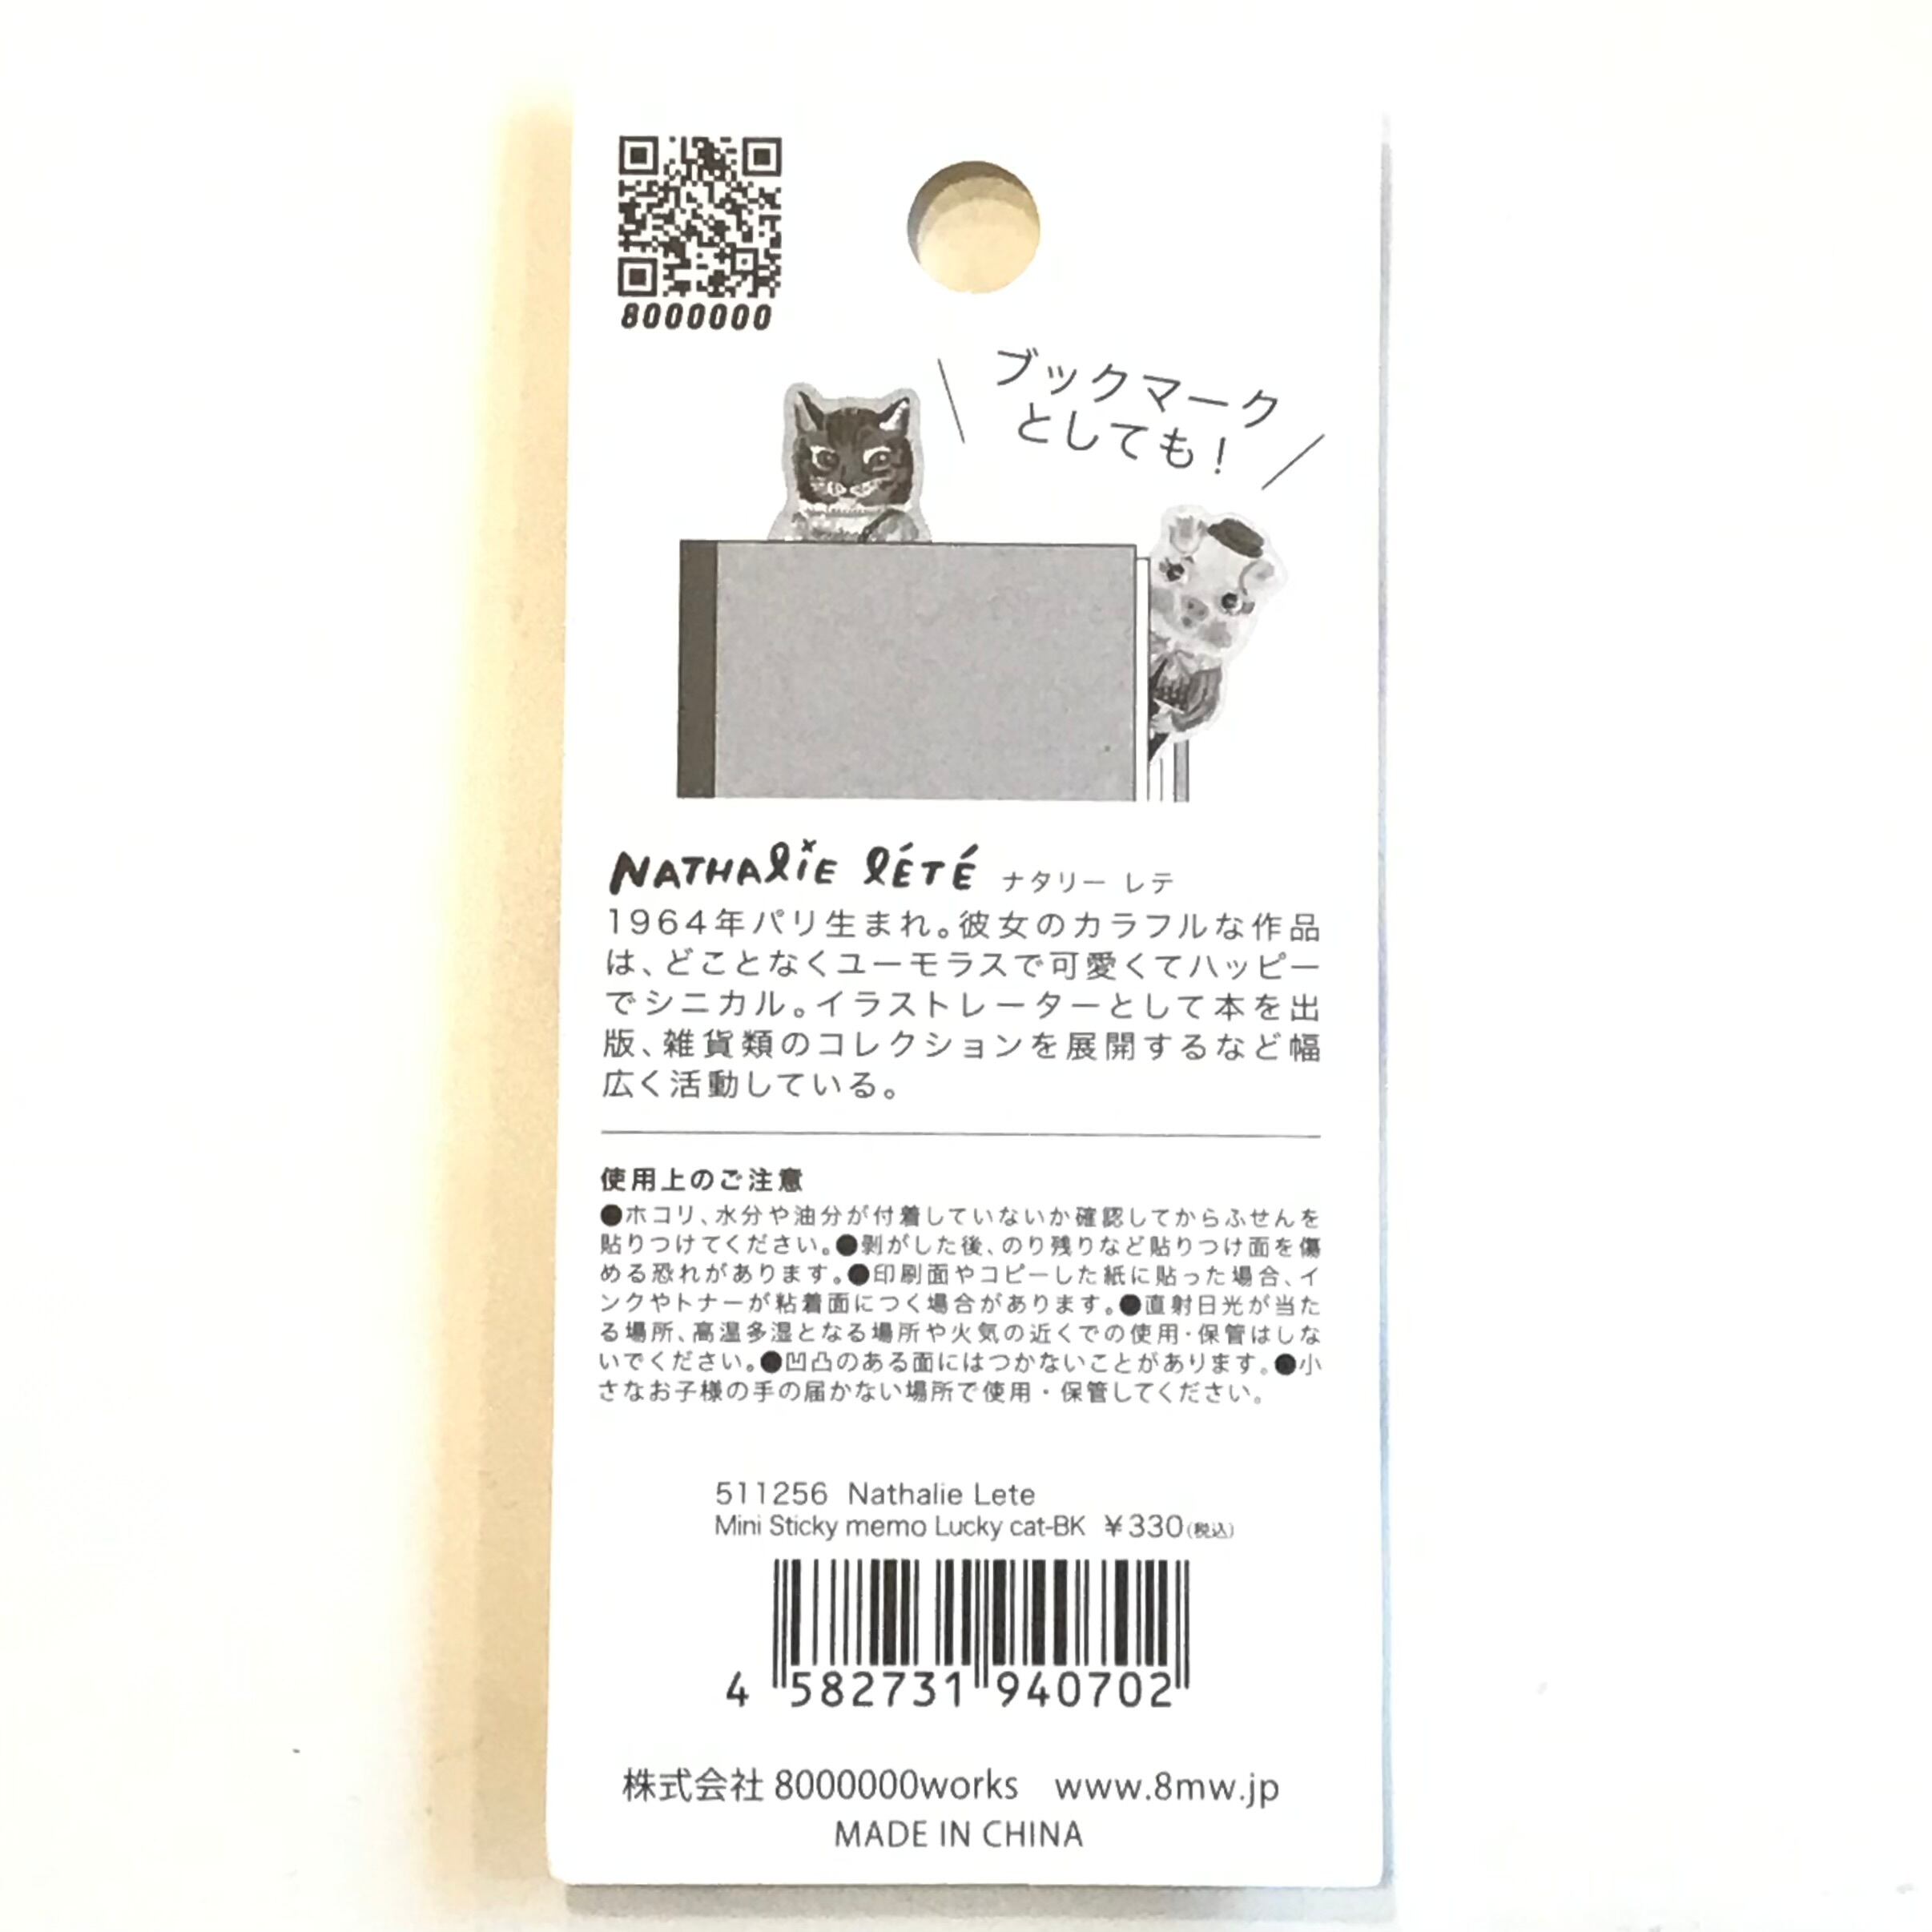 8000000
ブックマーク
としても!
NATHALiE lÉTÉ ナタリー レテ
1964年パリ生まれ。彼女のカラフルな作品
は、どことなくユーモラスで可愛くてハッピー
でシニカル。イラストレーターとして本を出
版、雑貨類のコレクションを展開するなど幅
広く活動している。
使用上のご注意
●ホコリ、水分や油分が付着していないか確認してからふせんを
貼りつけてください。●剥がした後、のり残りなど貼りつけ面を傷
める恐れがあります。●印刷面やコピーした紙に貼った場合、イ
ンクやトナーが粘着面につく場合があります。●直射日光が当た
る場所、高温多湿となる場所や火気の近くでの使用・保管はしな
いでください。●凹凸のある面にはつかないことがあります。●小
さなお子様の手の届かない場所で使用・保管してください。
511256 Nathalie Lete
Mini Sticky memo Lucky cat-BK ¥330(税込)
4 582731 940702
株式会社 8000000works www.8mw.jp
MADE IN CHINA